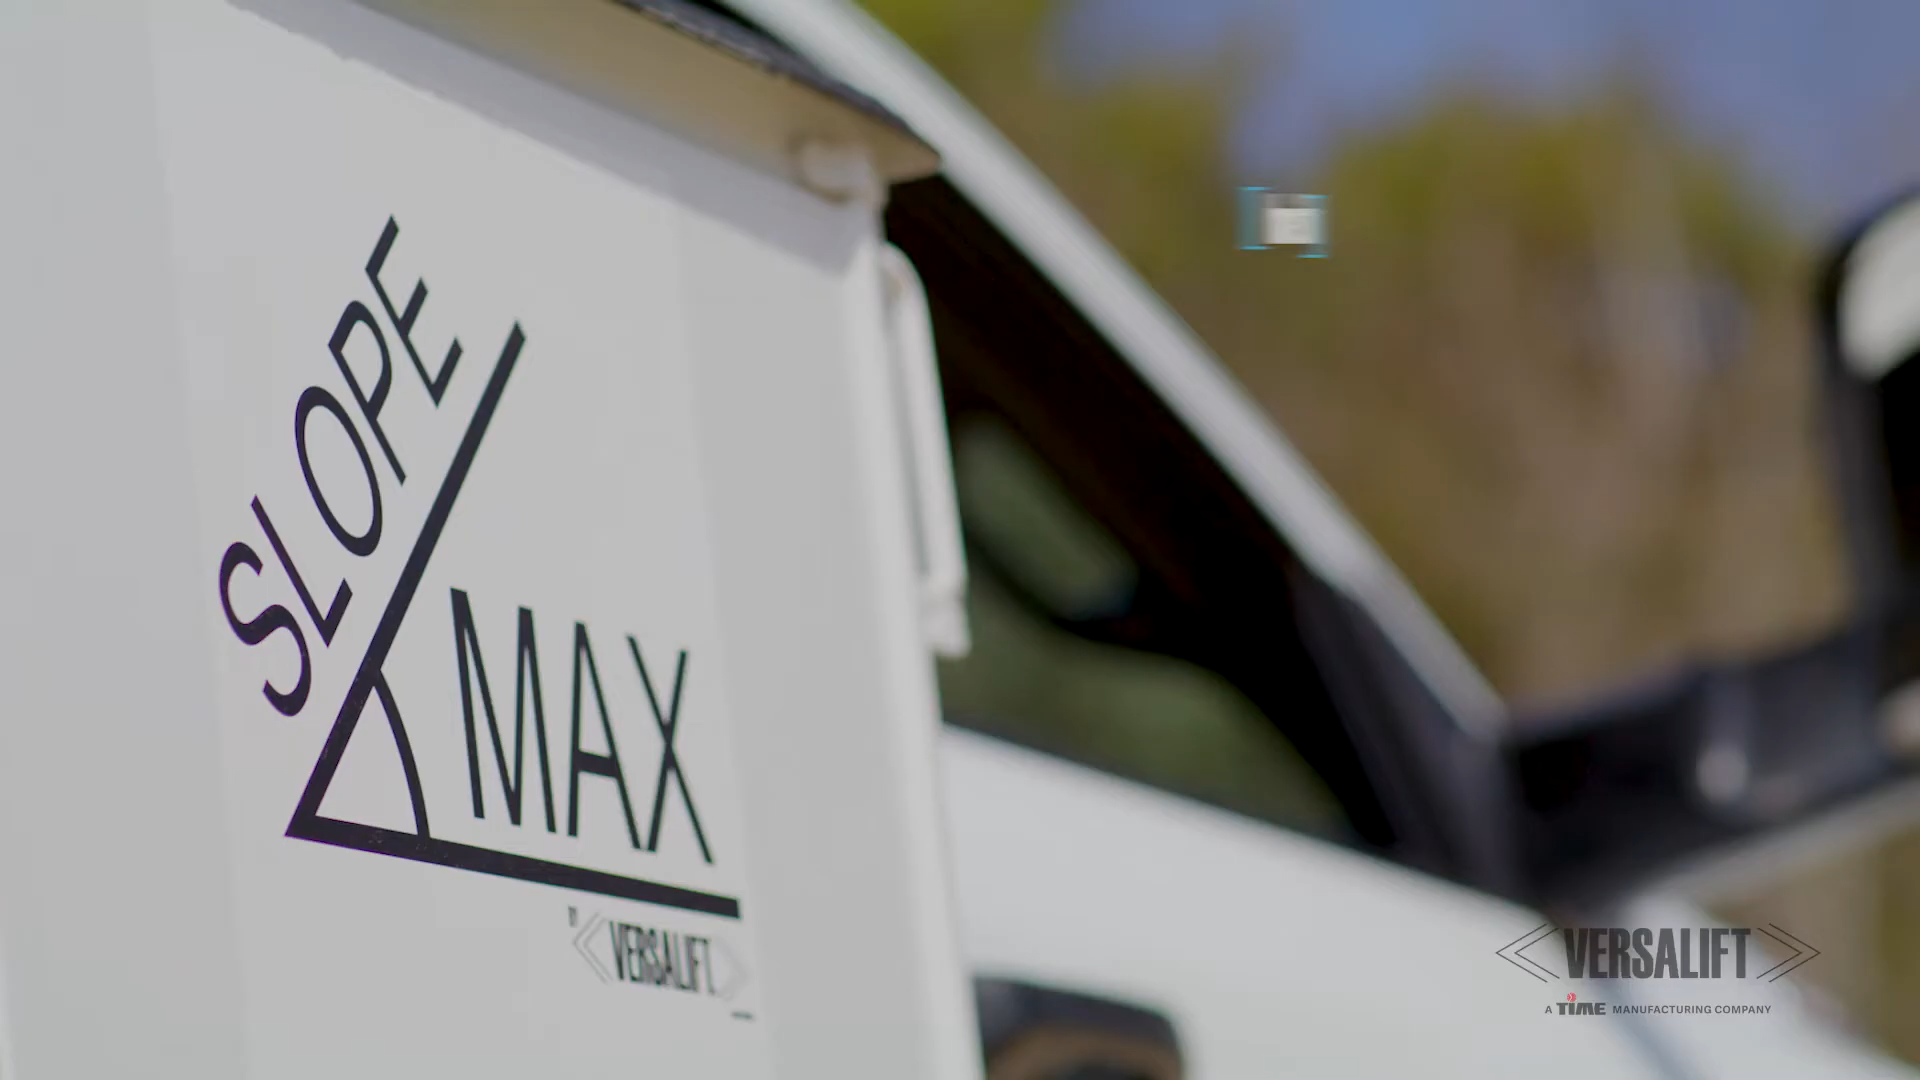 SLOPE
MAX
BY
VERSALIFT
VERSALIFT
A TIME MANUFACTURING COMPANY